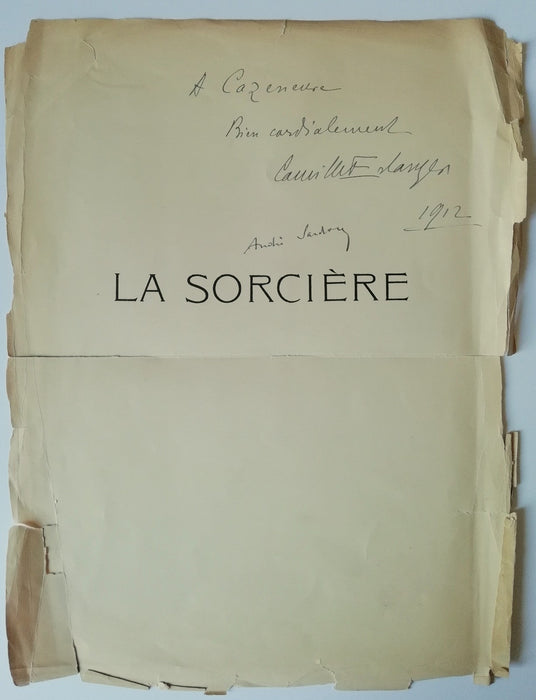 A Cazeneuve
Bien cordialement
Camille Erlanger
1912
André Sardou
LA SORCIÈRE